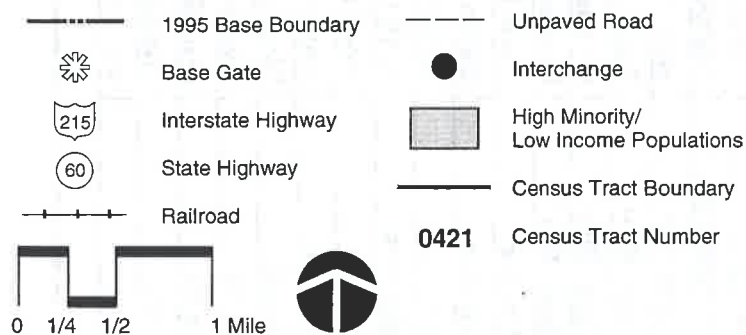 1995 Base Boundary
Base Gate
215 Interstate Highway
60 State Highway
Railroad
0 1/4 1/2 1 Mile
Unpaved Road
Interchange
High Minority/
Low Income Populations
Census Tract Boundary
0421 Census Tract Number